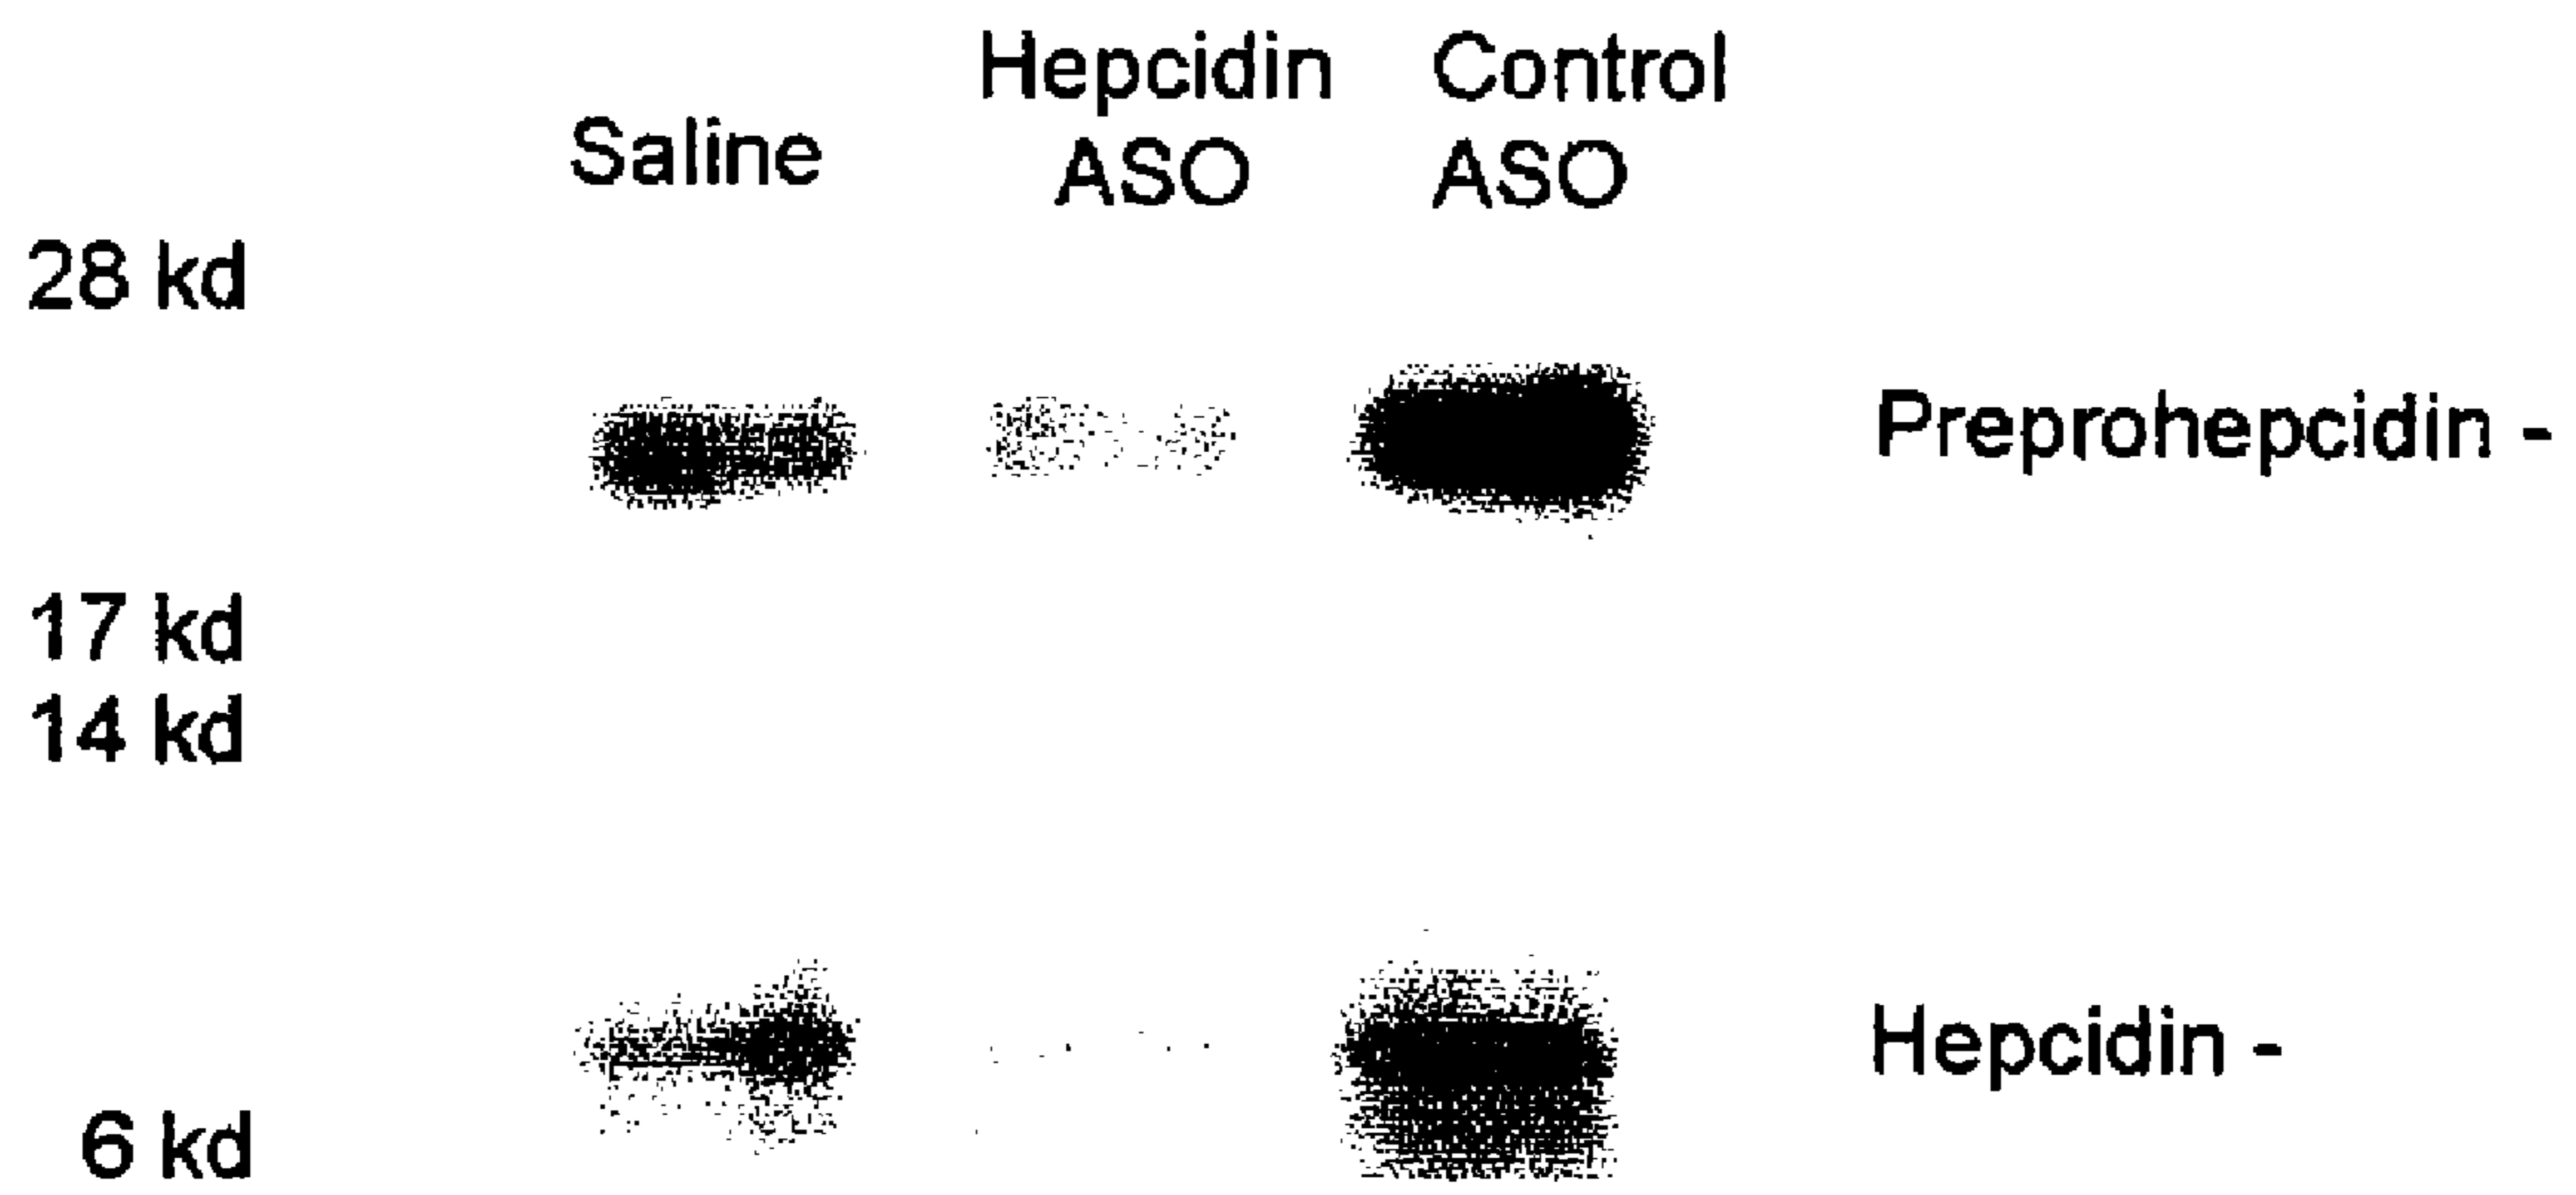 Saline
Hepcidin
ASO
Control
ASO
28 kd
Preprohepcidin -
17 kd
14 kd
Hepcidin -
6 kd